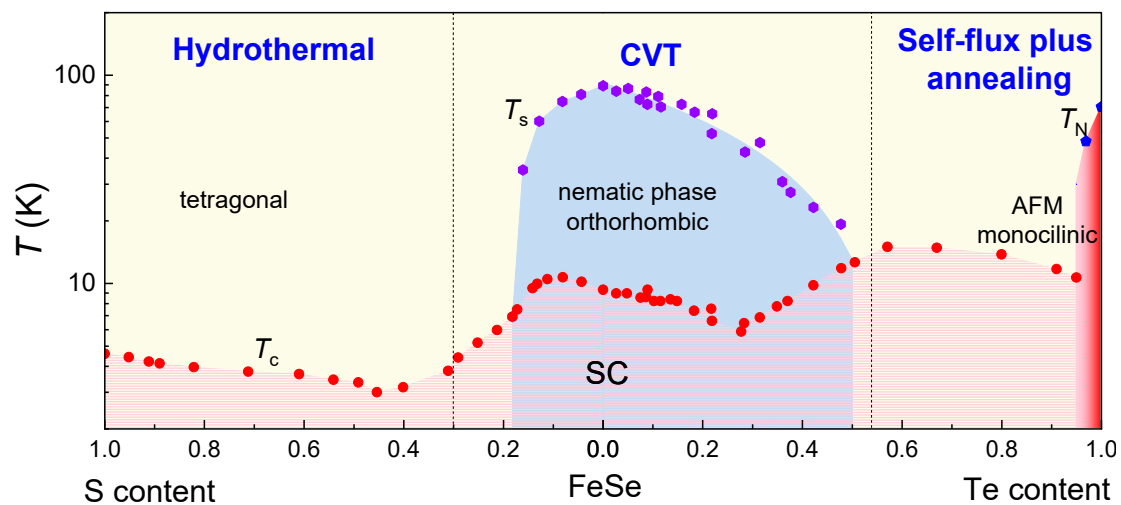 Hydrothermal
CVT
Self-flux plus
annealing
100
10
T (K)
Ts
TN
tetragonal
nematic phase
orthorhombic
AFM
monocilinic
Tc
SC
1.0 0.8 0.6 0.4 0.2 0.0 0.0 0.2 0.4 0.6 0.8 1.0
S content
FeSe
Te content